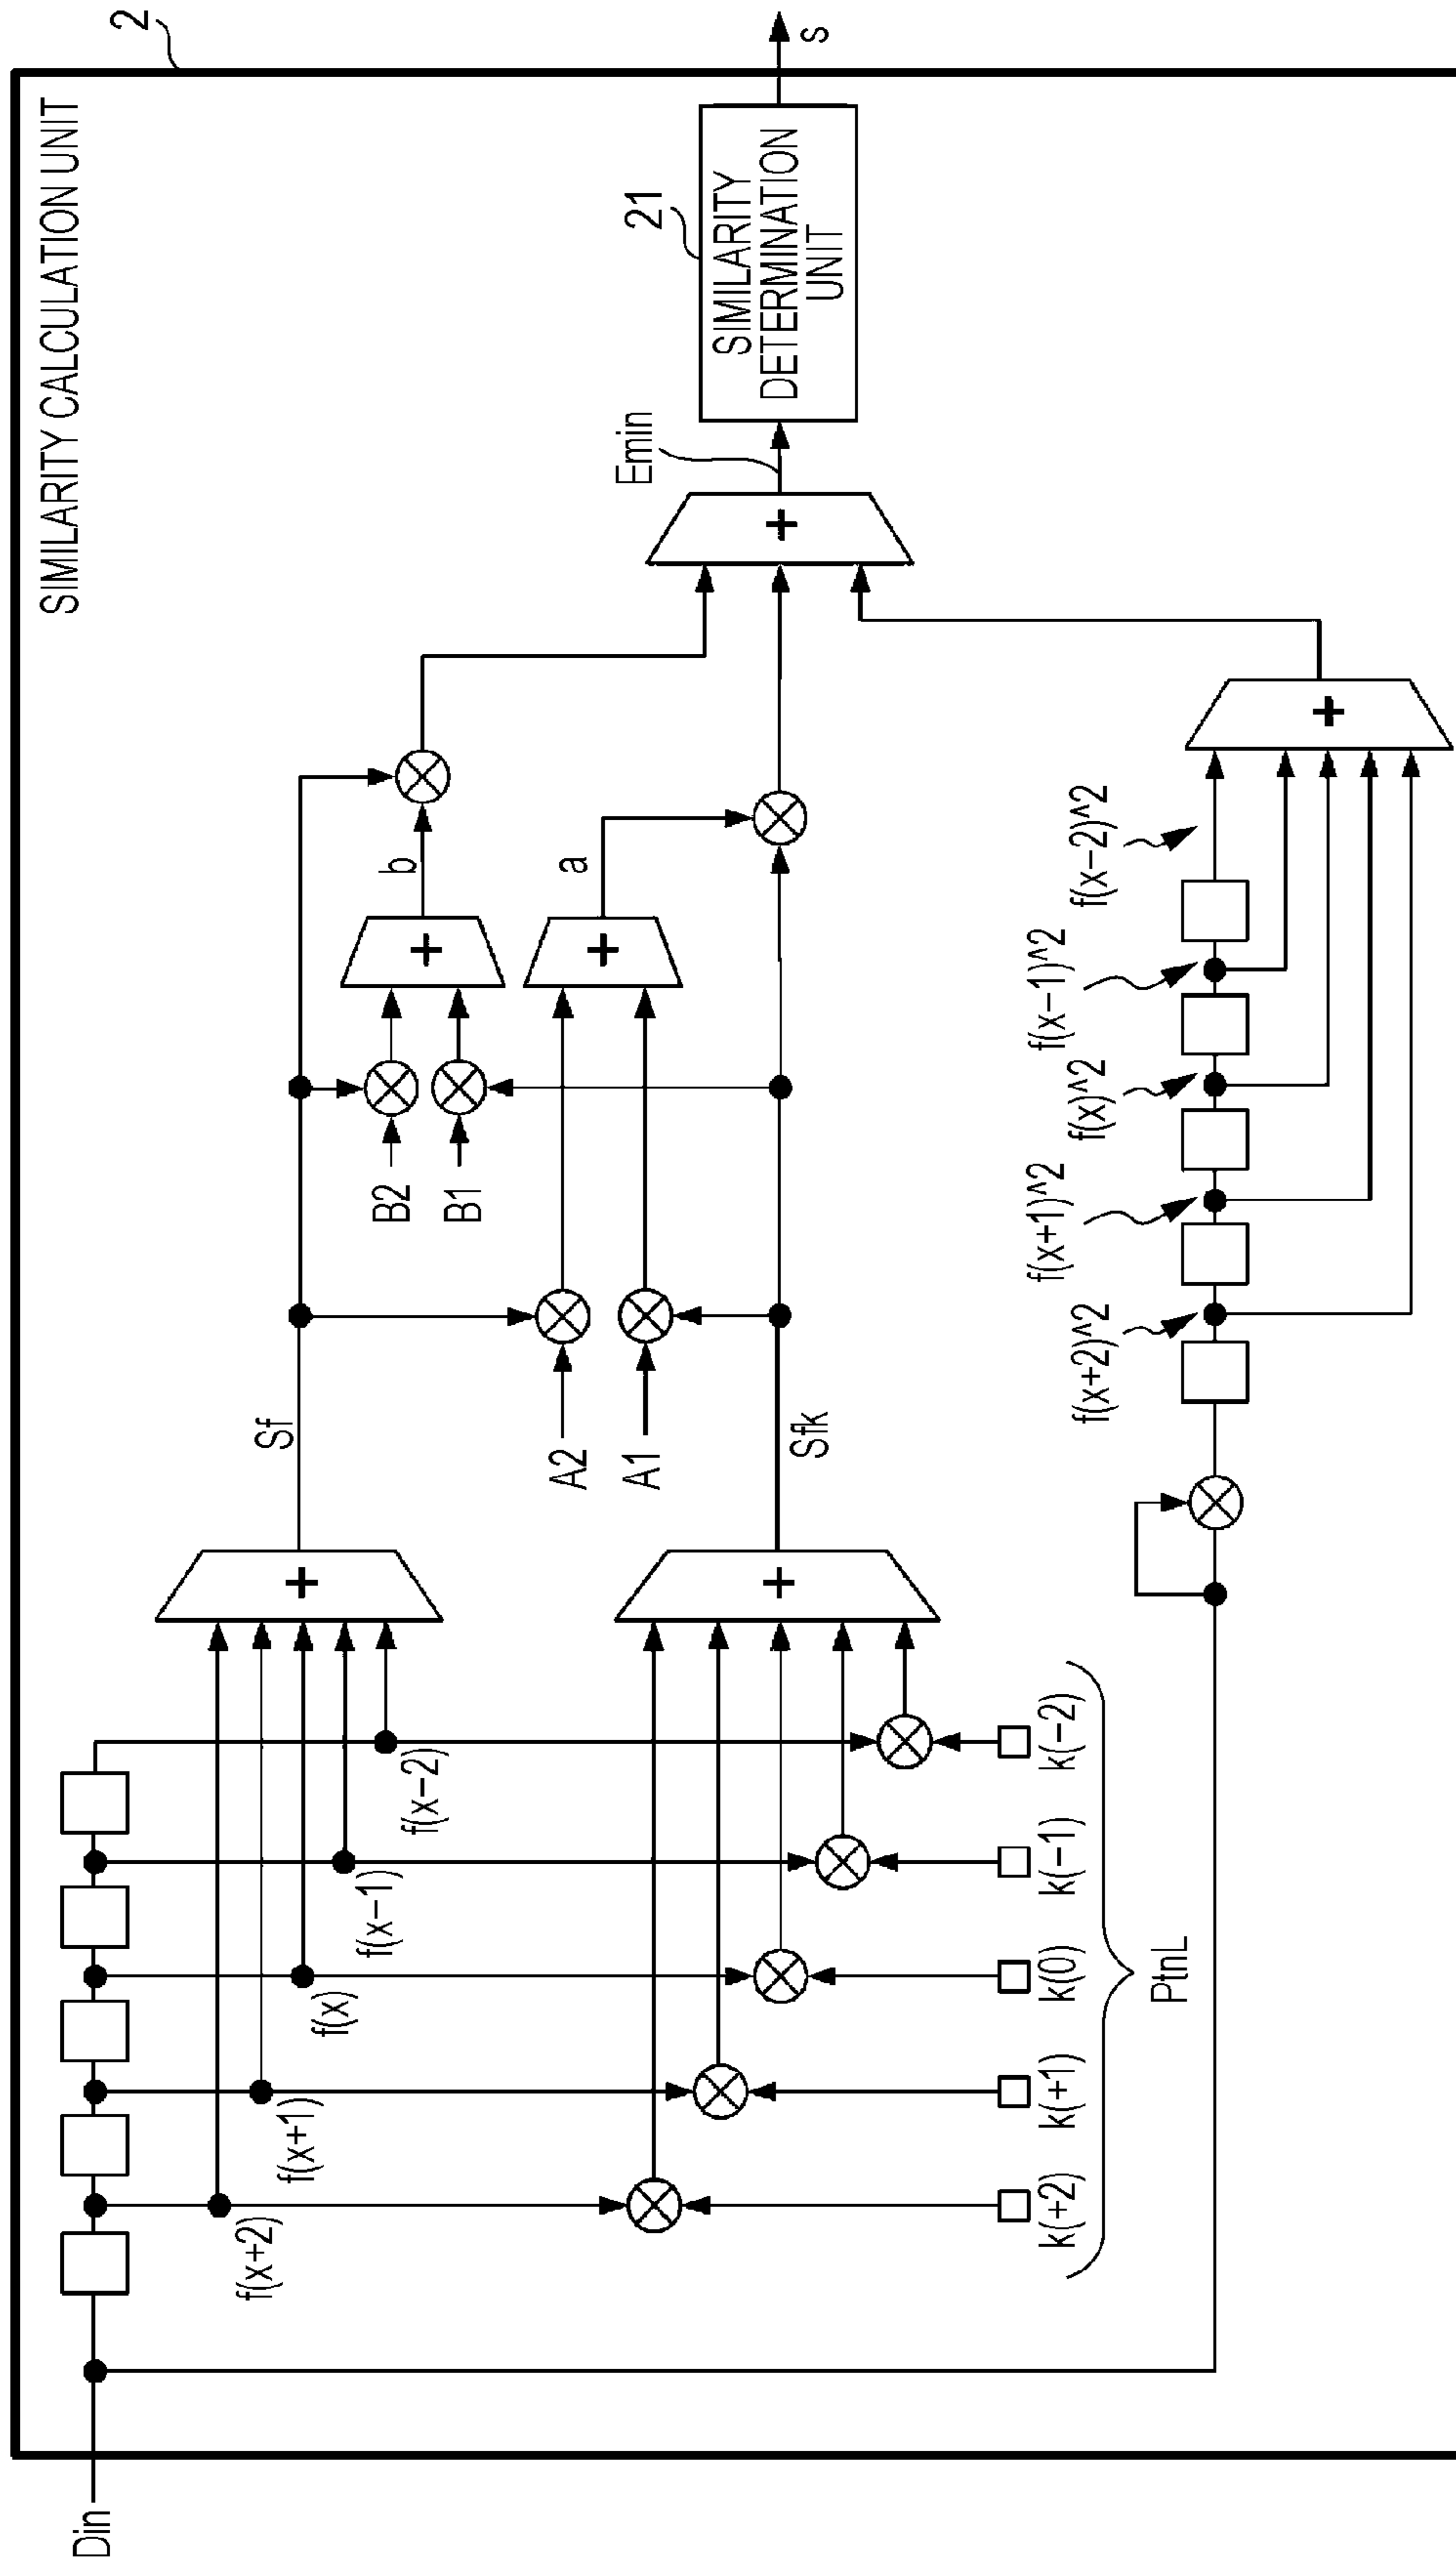 2
SIMILARITY CALCULATION UNIT
Din
f(x+2)
f(x+1)
f(x)
f(x−1)
f(x−2)
+
Sf
+
Sfk
k(+2)
k(+1)
k(0)
k(−1)
k(−2)
PtnL
A2
A1
B2
B1
+
b
+
a
+
Emin
21
SIMILARITY
DETERMINATION
UNIT
s
f(x+2)^2
f(x+1)^2
f(x)^2
f(x−1)^2
f(x−2)^2
+